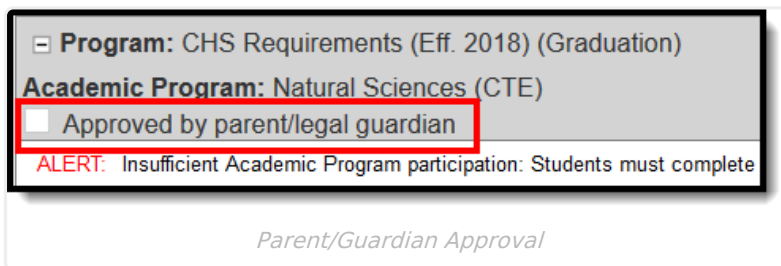 Program: CHS Requirements (Eff. 2018) (Graduation)
Academic Program: Natural Sciences (CTE)
Approved by parent/legal guardian
ALERT: Insufficient Academic Program participation: Students must complete
Parent/Guardian Approval